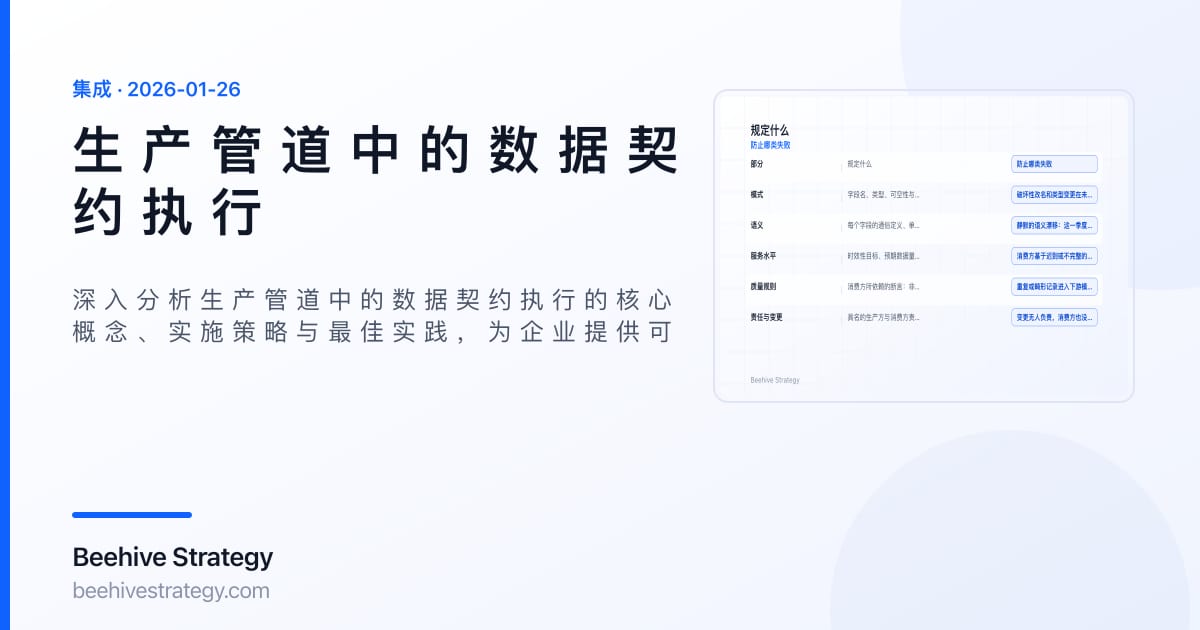 集成 · 2026-01-26
生产管道中的数据契
约执行
深入分析生产管道中的数据契约执行的核心
概念、实施策略与最佳实践，为企业提供可
规定什么
防止哪类失败
部分 规定什么 防止哪类失败
模式 字段名、类型、可空性与... 破坏性改名和类型变更在未...
语义 每个字段的通俗定义、单... 静默的语义漂移：这一季度...
服务水平 时效性目标、预期数据量... 消费方基于迟到或不完整的...
质量规则 消费方所依赖的断言：非... 重复或畸形记录进入下游模...
责任与变更 具名的生产方与消费方责... 变更无人负责，消费方也没...
Beehive Strategy
Beehive Strategy
beehivestrategy.com